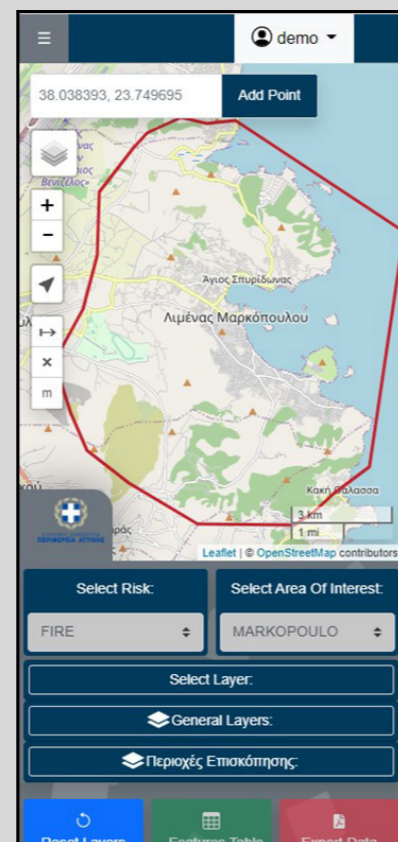 demo
38.038393, 23.749695
Add Point
Βενιζέλος»
+
−
Άγιος Σπυρίδωνας
Λιμένας Μαρκόπουλου
×
m
Κακή Θάλασσα
3 km
1 mi
ΠΕΡΙΦΕΡΕΙΑ ΑΤΤΙΚΗΣ
Leaflet | © OpenStreetMap contributors
Select Risk:
Select Area Of Interest:
FIRE
MARKOPOULO
Select Layer:
General Layers:
Περιοχές Επισκόπησης:
Reset Layers
Features Table
Export Data